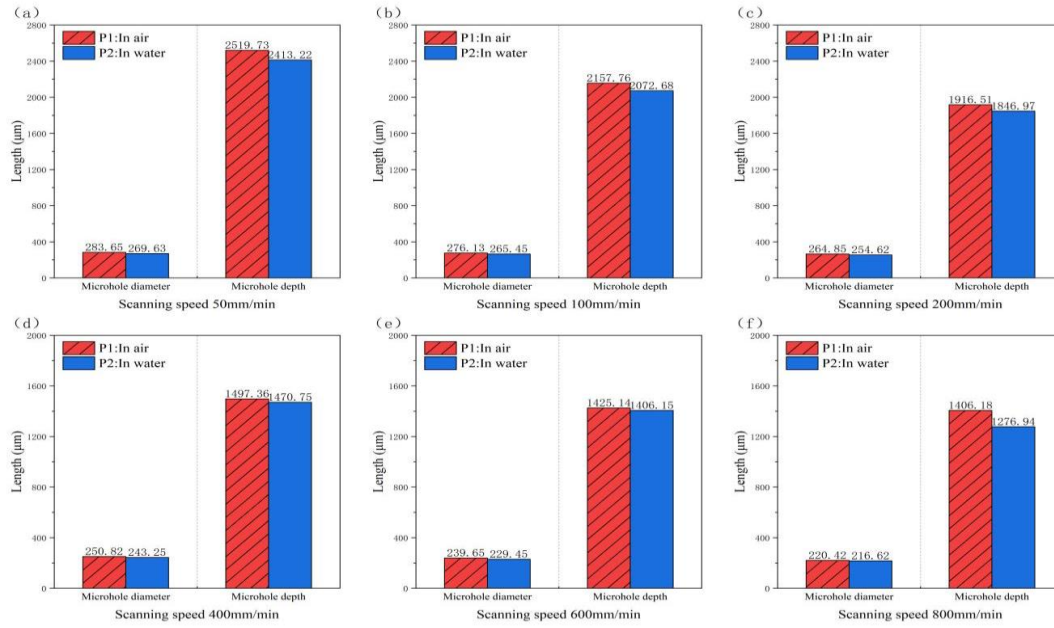 (a)
P1:In air
P2:In water
2519.73
2413.22
283.65
269.63
Length (μm)
2800
2400
2000
1600
1200
800
400
0
Microhole diameter
Microhole depth
Scanning speed 50mm/min
(b)
P1:In air
P2:In water
2157.76
2072.68
276.13
265.45
Length (μm)
2800
2400
2000
1600
1200
800
400
0
Microhole diameter
Microhole depth
Scanning speed 100mm/min
(c)
P1:In air
P2:In water
1916.51
1846.97
264.85
254.62
Length (μm)
2800
2400
2000
1600
1200
800
400
0
Microhole diameter
Microhole depth
Scanning speed 200mm/min
(d)
P1:In air
P2:In water
1497.36
1470.75
250.82
243.25
Length (μm)
2000
1600
1200
800
400
0
Microhole diameter
Microhole depth
Scanning speed 400mm/min
(e)
P1:In air
P2:In water
1425.14
1406.15
239.65
229.45
Length (μm)
2000
1600
1200
800
400
0
Microhole diameter
Microhole depth
Scanning speed 600mm/min
(f)
P1:In air
P2:In water
1406.18
1276.94
220.42
216.62
Length (μm)
2000
1600
1200
800
400
0
Microhole diameter
Microhole depth
Scanning speed 800mm/min